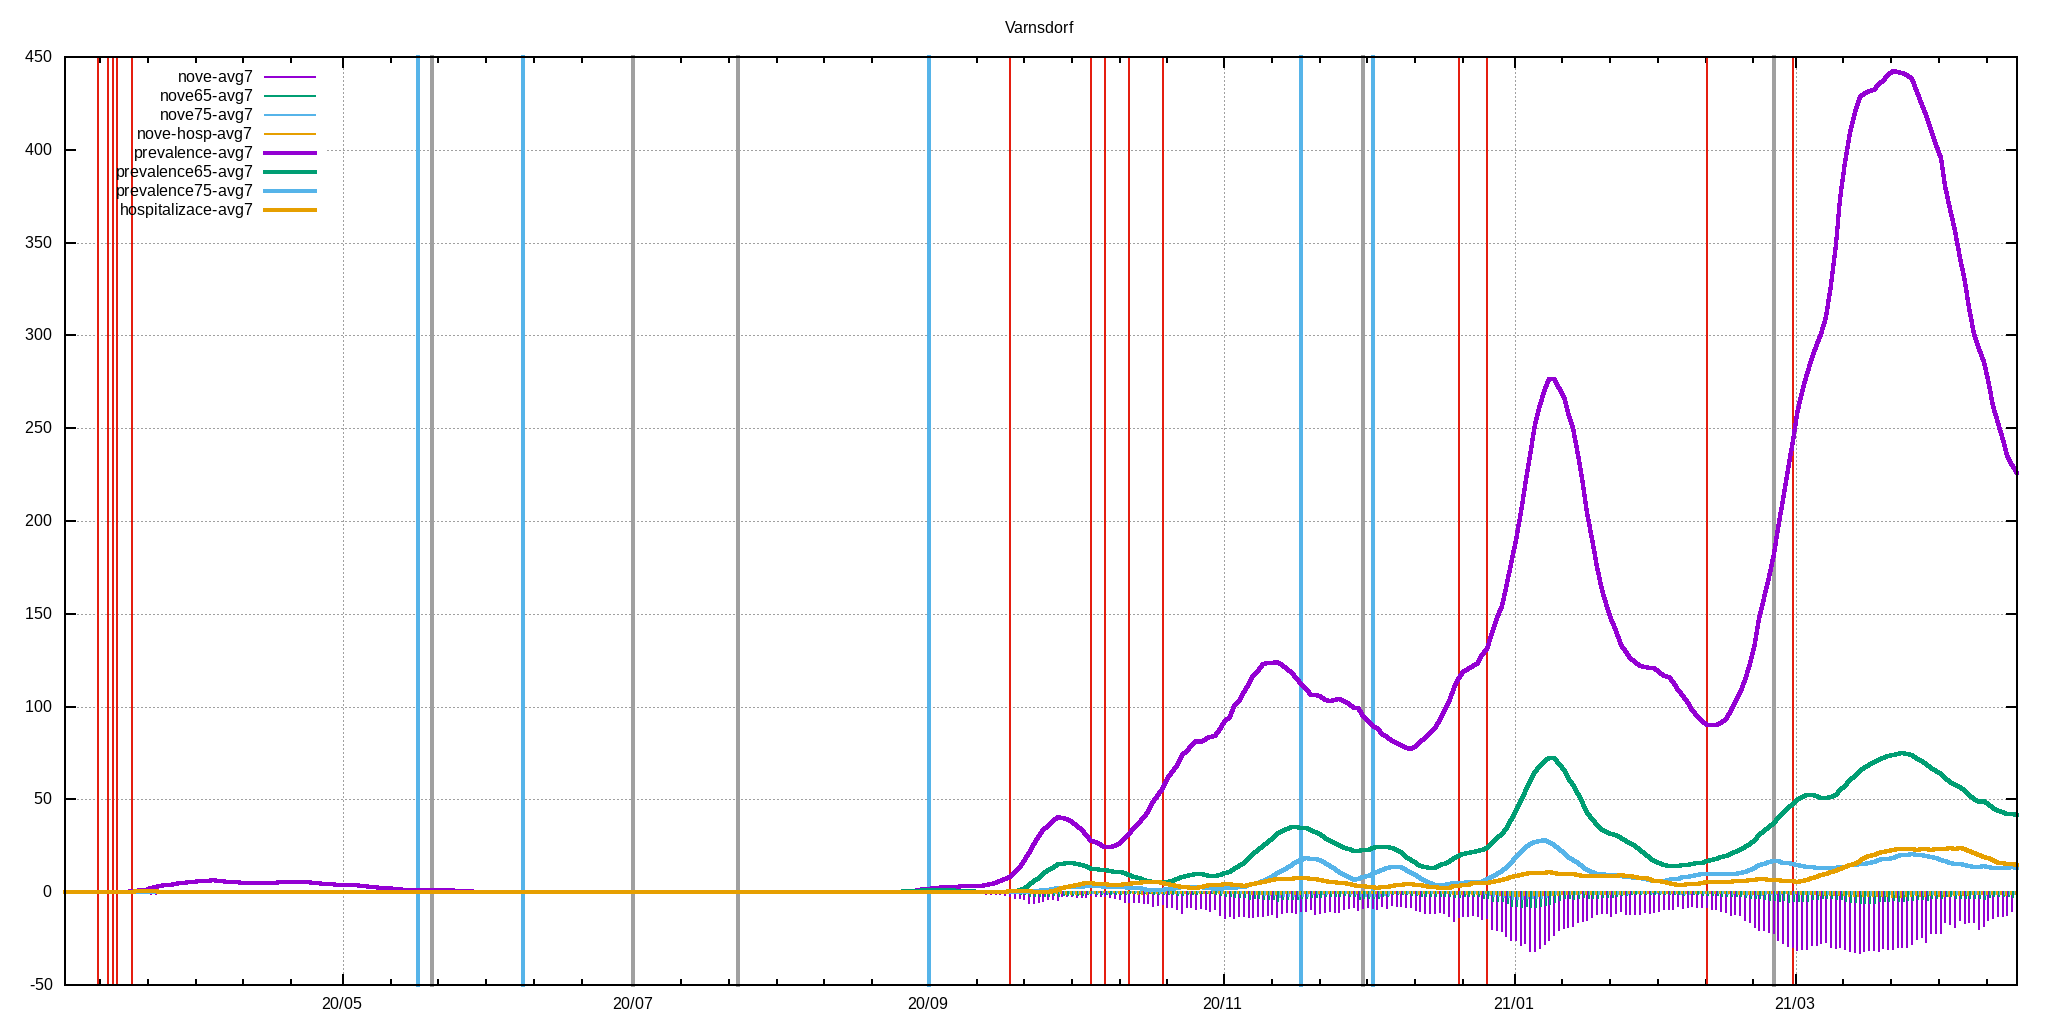 Varnsdorf
450
400
350
300
250
200
150
100
50
0
-50
nove-avg7
nove65-avg7
nove75-avg7
nove-hosp-avg7
prevalence-avg7
prevalence65-avg7
prevalence75-avg7
hospitalizace-avg7
20/05 20/07 20/09 20/11 21/01 21/03